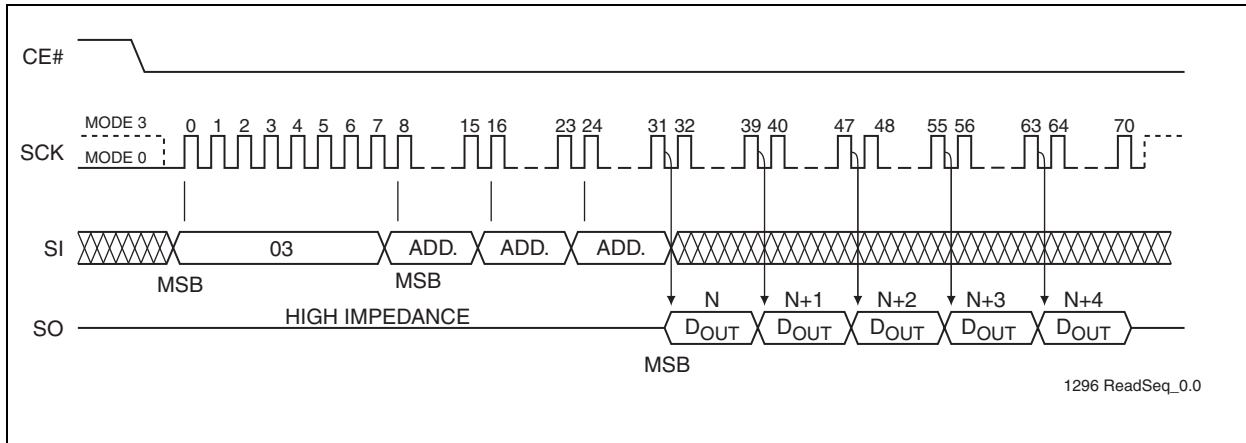 CE#
MODE 3
SCK
MODE 0
0 1 2 3 4 5 6 7 8 15 16 23 24 31 32 39 40 47 48 55 56 63 64 70
SI
03 ADD. ADD. ADD.
MSB MSB
N N+1 N+2 N+3 N+4
HIGH IMPEDANCE
SO
DOUT DOUT DOUT DOUT DOUT
MSB
1296 ReadSeq_0.0